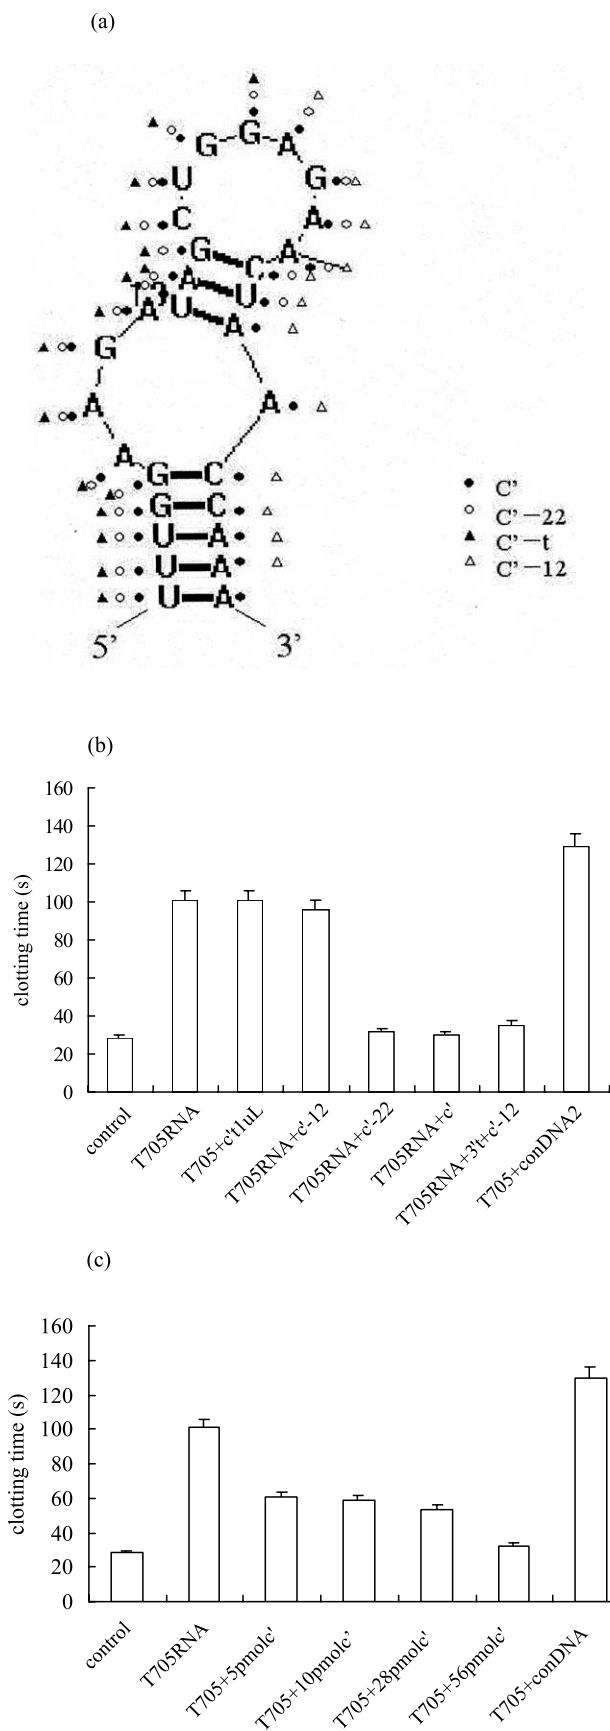 (a)
G G A
U G
C A
G A
C
A U
A U A
G
A A
A
G C
G C
U A
U A
U A
5’ 3’
C’
C’—22
C’—t
C’—12
(b)
160
140
120
100
80
60
40
20
0
clotting time (s)
control
T705RNA
T705+c't11uL
T705RNA+c'-12
T705RNA+c'-22
T705RNA+c'
T705RNA+3't+c'-12
T705+conDNA2
(c)
160
140
120
100
80
60
40
20
0
clotting time (s)
control
T705RNA
T705+5pmolc'
T705+10pmolc'
T705+28pmolc'
T705+56pmolc'
T705+conDNA